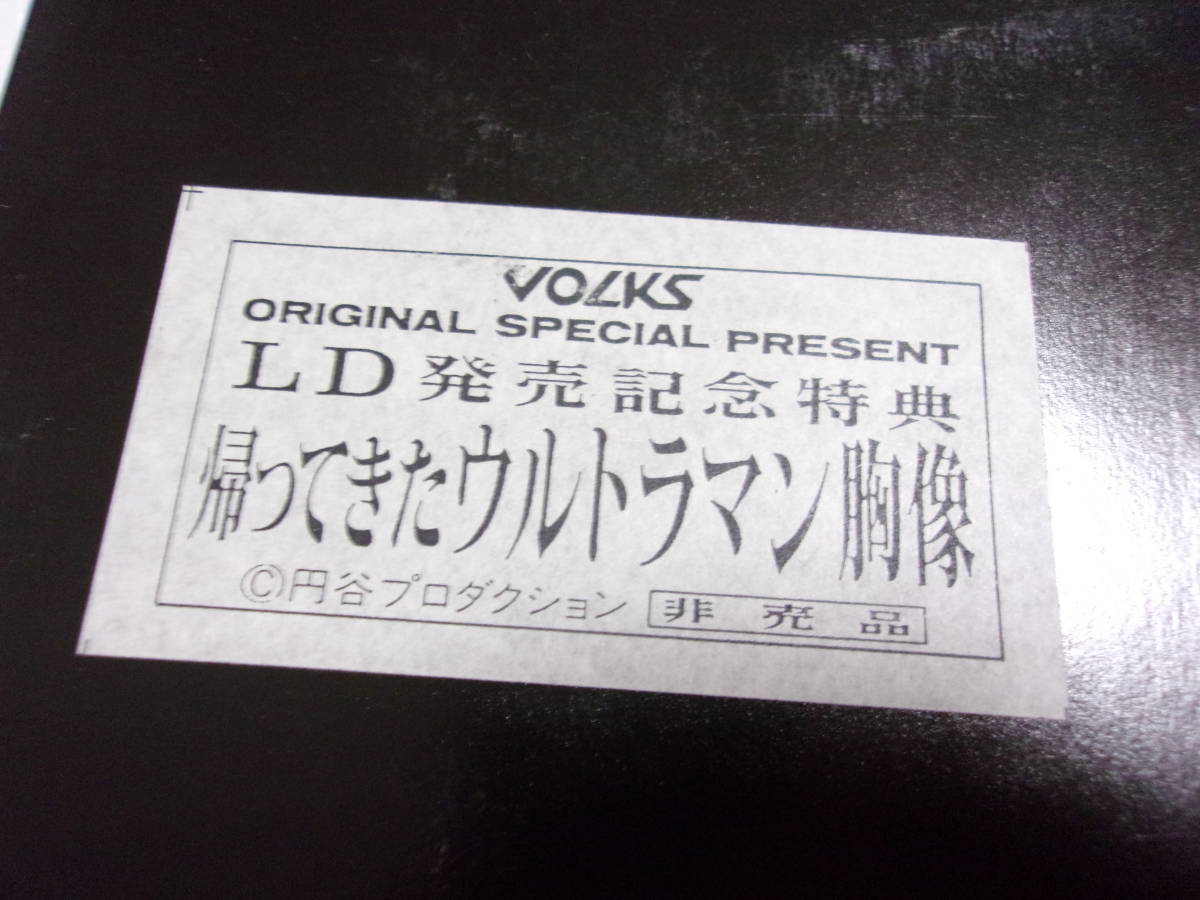 VOLKS
ORIGINAL SPECIAL PRESENT
LD発売記念特典
帰ってきたウルトラマン胸像
©円谷プロダクション 非売品